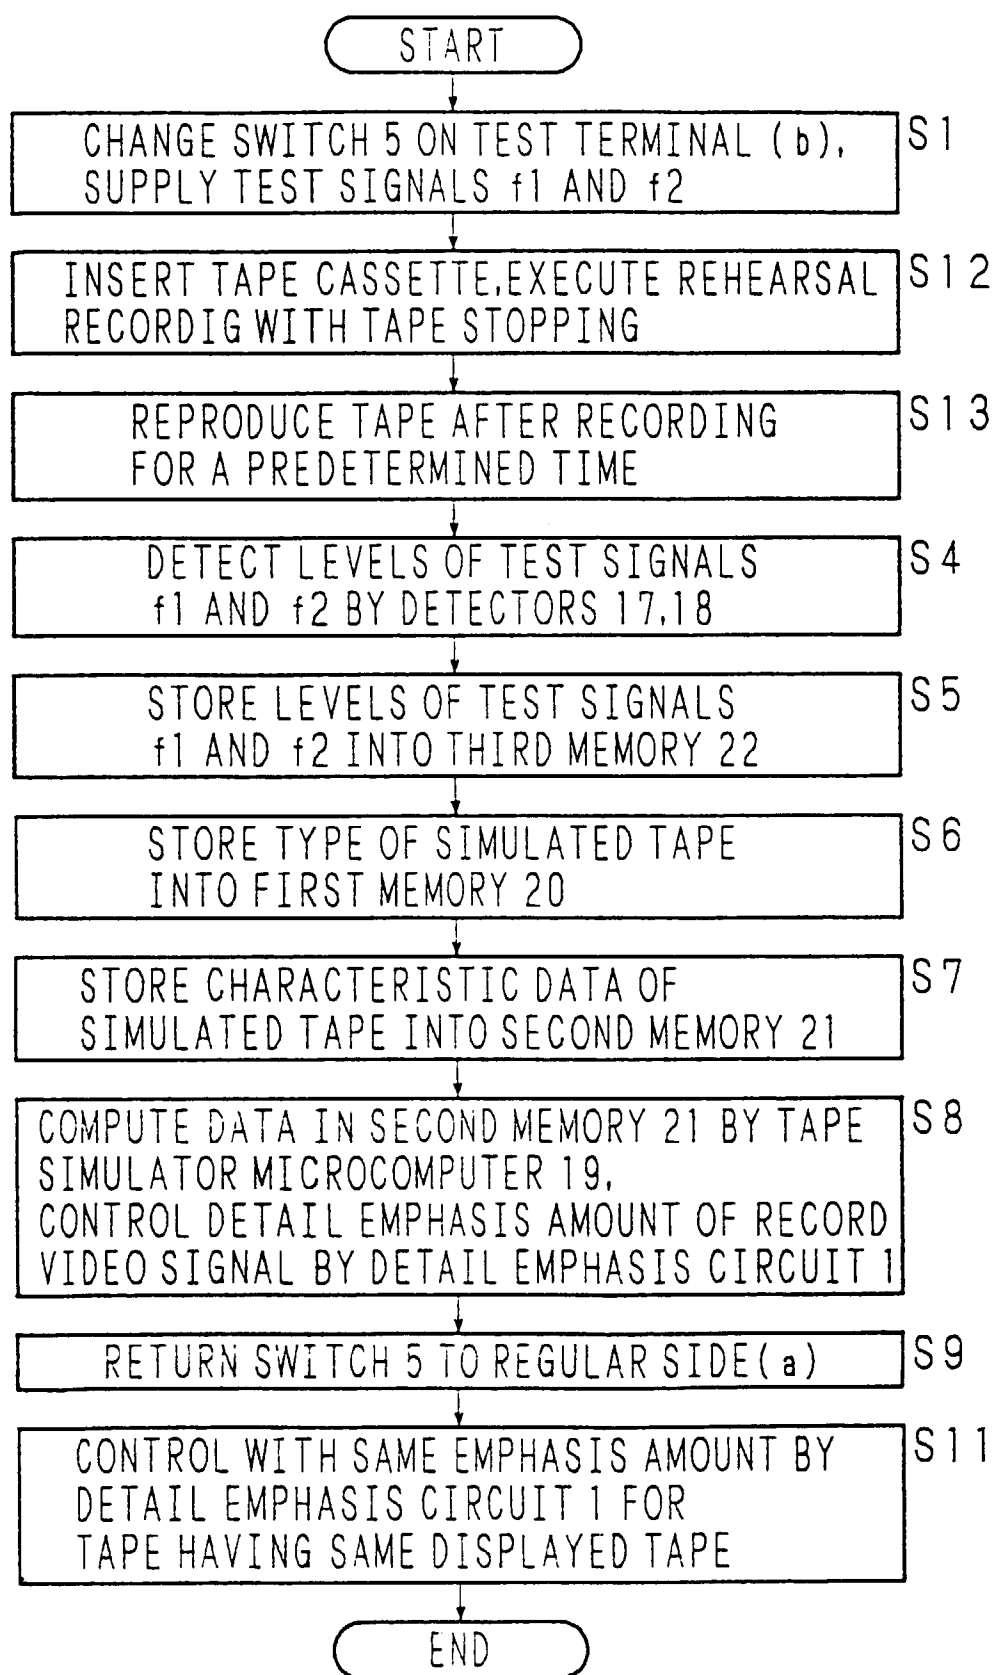 START
CHANGE SWITCH 5 ON TEST TERMINAL (b),
SUPPLY TEST SIGNALS f1 AND f2
S1
INSERT TAPE CASSETTE,EXECUTE REHEARSAL
RECORDIG WITH TAPE STOPPING
S12
REPRODUCE TAPE AFTER RECORDING
FOR A PREDETERMINED TIME
S13
DETECT LEVELS OF TEST SIGNALS
f1 AND f2 BY DETECTORS 17,18
S4
STORE LEVELS OF TEST SIGNALS
f1 AND f2 INTO THIRD MEMORY 22
S5
STORE TYPE OF SIMULATED TAPE
INTO FIRST MEMORY 20
S6
STORE CHARACTERISTIC DATA OF
SIMULATED TAPE INTO SECOND MEMORY 21
S7
COMPUTE DATA IN SECOND MEMORY 21 BY TAPE
SIMULATOR MICROCOMPUTER 19,
CONTROL DETAIL EMPHASIS AMOUNT OF RECORD
VIDEO SIGNAL BY DETAIL EMPHASIS CIRCUIT 1
S8
RETURN SWITCH 5 TO REGULAR SIDE(a)
S9
CONTROL WITH SAME EMPHASIS AMOUNT BY
DETAIL EMPHASIS CIRCUIT 1 FOR
TAPE HAVING SAME DISPLAYED TAPE
S11
END